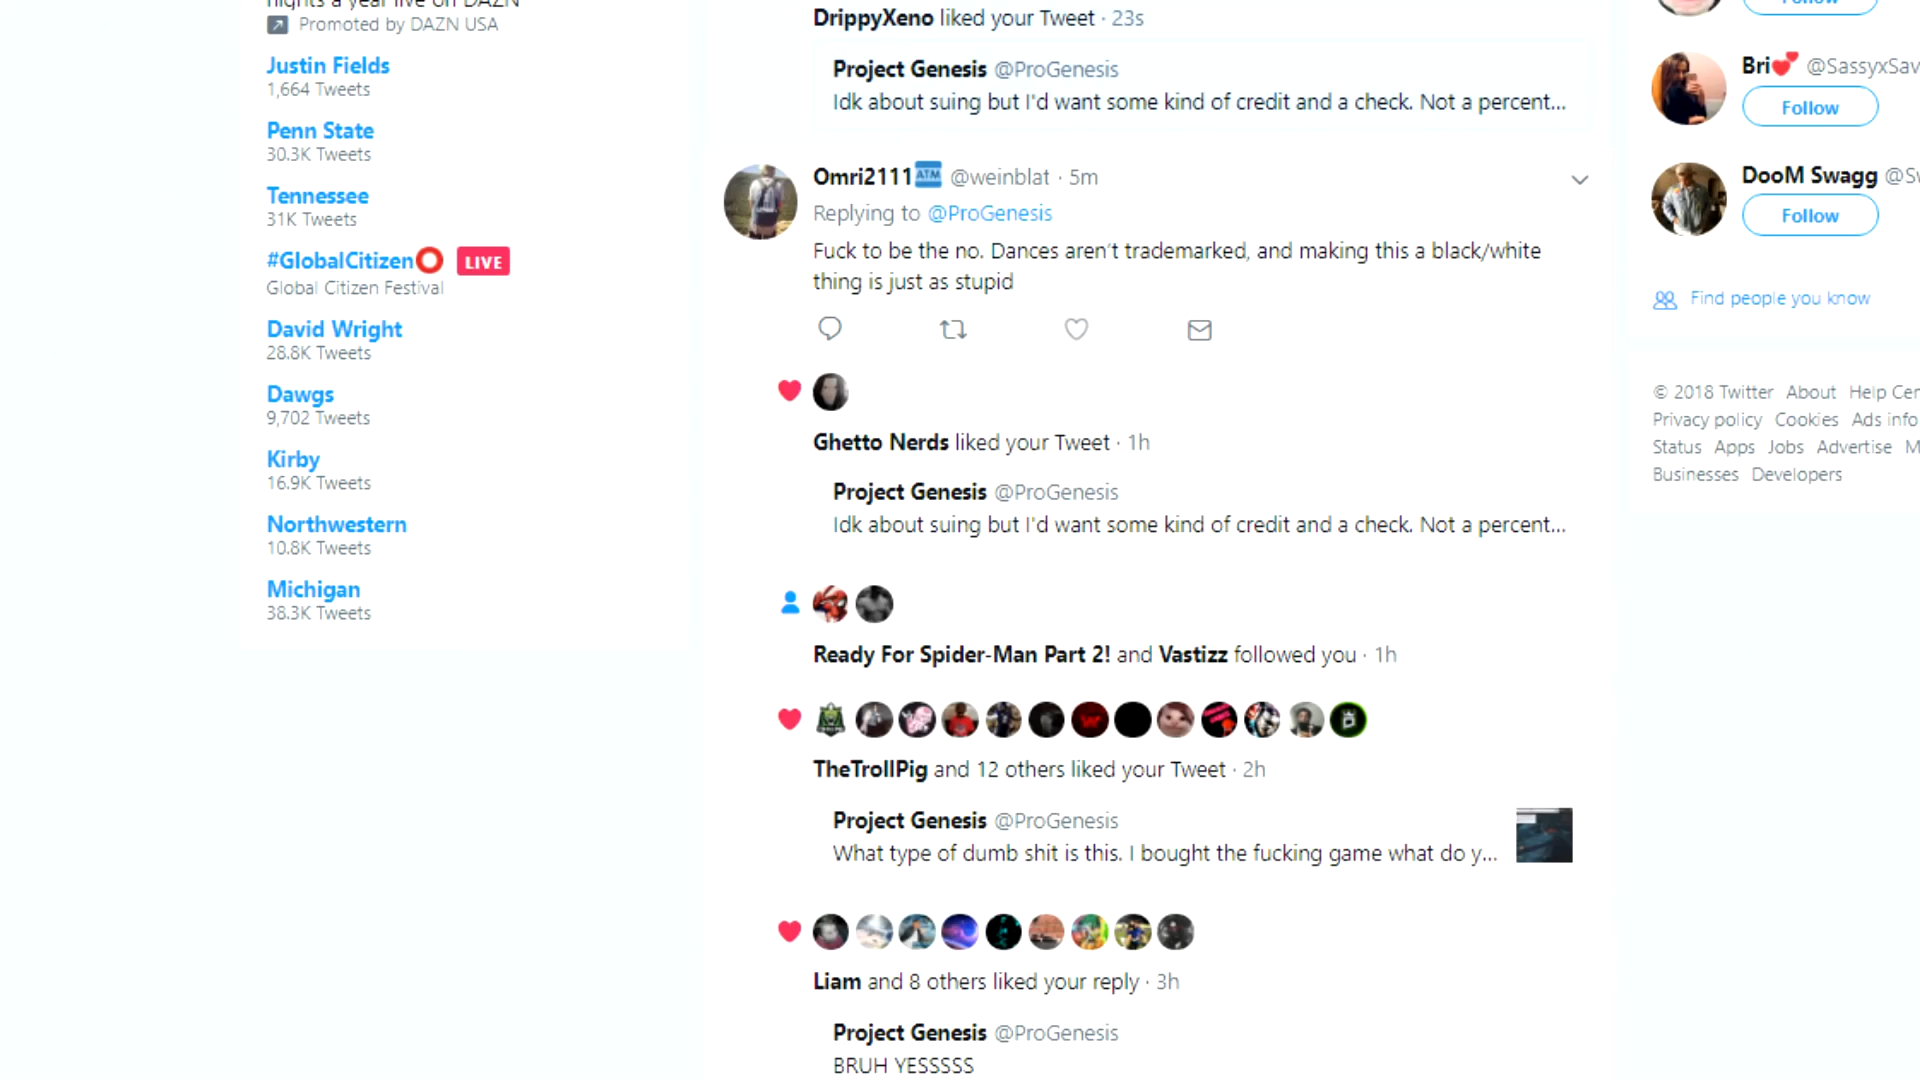 Promoted by DAZN USA
Justin Fields
1,664 Tweets
Penn State
30.3K Tweets
Tennessee
31K Tweets
#GlobalCitizen⭕ LIVE
Global Citizen Festival
David Wright
28.8K Tweets
Dawgs
9,702 Tweets
Kirby
16.9K Tweets
Northwestern
10.8K Tweets
Michigan
38.3K Tweets
DrippyXeno liked your Tweet · 23s
Project Genesis @ProGenesis
Idk about suing but I'd want some kind of credit and a check. Not a percent...
Omri2111🏧 @weinblat · 5m
Replying to @ProGenesis
Fuck to be the no. Dances aren't trademarked, and making this a black/white
thing is just as stupid
Ghetto Nerds liked your Tweet · 1h
Project Genesis @ProGenesis
Idk about suing but I'd want some kind of credit and a check. Not a percent...
Ready For Spider-Man Part 2! and Vastizz followed you · 1h
TheTrollPig and 12 others liked your Tweet · 2h
Project Genesis @ProGenesis
What type of dumb shit is this. I bought the fucking game what do y...
Liam and 8 others liked your reply · 3h
Project Genesis @ProGenesis
BRUH YESSSSS
Bri💕 @SassyxSav
Follow
DooM Swagg
Follow
Find people you know
© 2018 Twitter About Help Cen
Privacy policy Cookies Ads info
Status Apps Jobs Advertise M
Businesses Developers